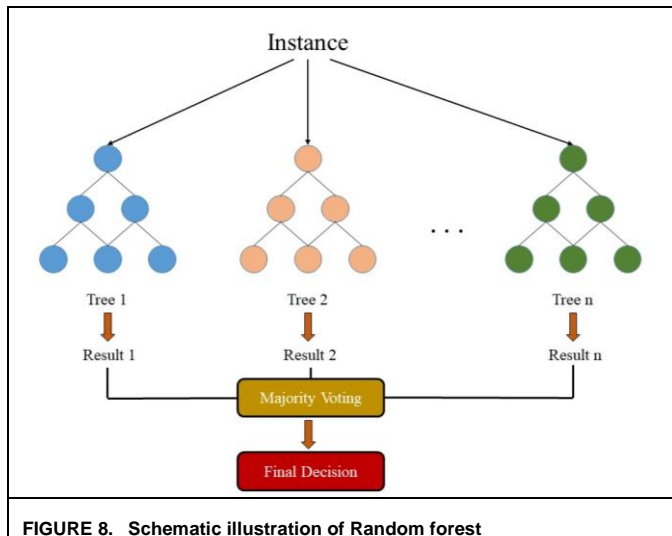 Instance
. . .
Tree 1
Tree 2
Tree n
Result 1
Result 2
Result n
Majority Voting
Final Decision
FIGURE 8. Schematic illustration of Random forest